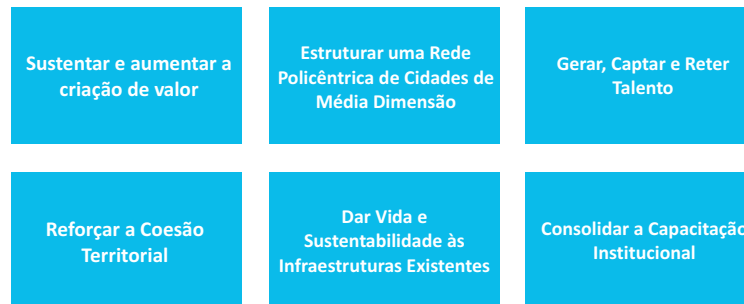 Sustentar e aumentar a
criação de valor
Estruturar uma Rede
Policêntrica de Cidades de
Média Dimensão
Gerar, Captar e Reter
Talento
Reforçar a Coesão
Territorial
Dar Vida e
Sustentabilidade às
Infraestruturas Existentes
Consolidar a Capacitação
Institucional